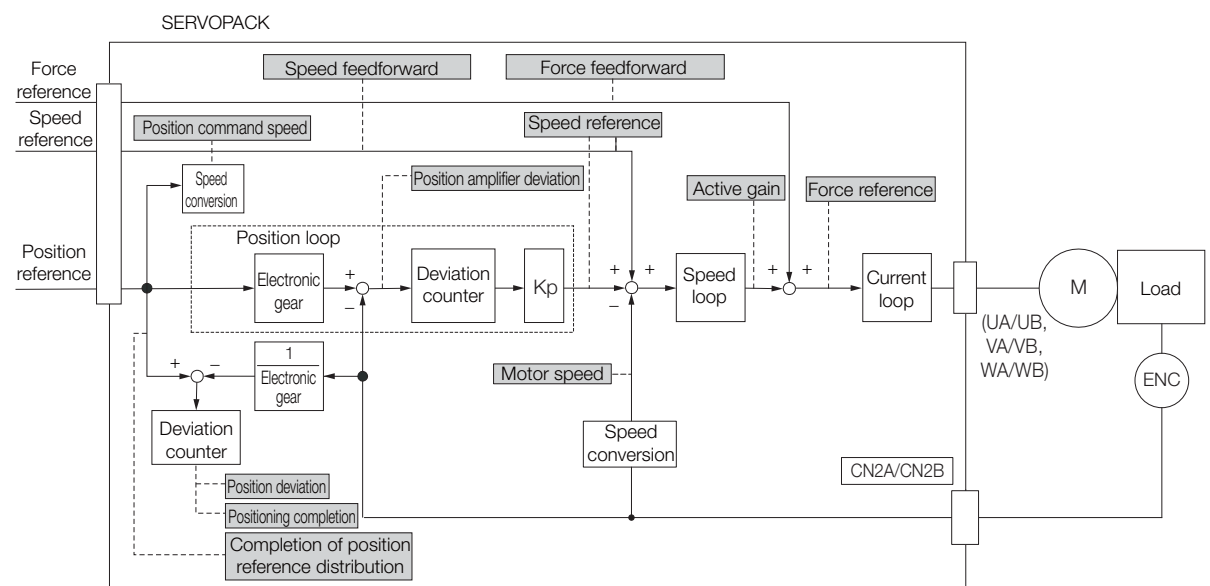 SERVOPACK
Force
reference
Speed
reference
Speed feedforward
Force feedforward
Position command speed
Speed reference
Speed
conversion
Position amplifier deviation
Active gain
Force reference
Position
reference
Position loop
Electronic
gear
+
−
Deviation
counter
Kp
+
+
+
−
Speed
loop
+
+
Current
loop
M
Load
(UA/UB,
VA/VB,
WA/WB)
ENC
+
−
1
Electronic
gear
Motor speed
Deviation
counter
Speed
conversion
CN2A/CN2B
Position deviation
Positioning completion
Completion of position
reference distribution